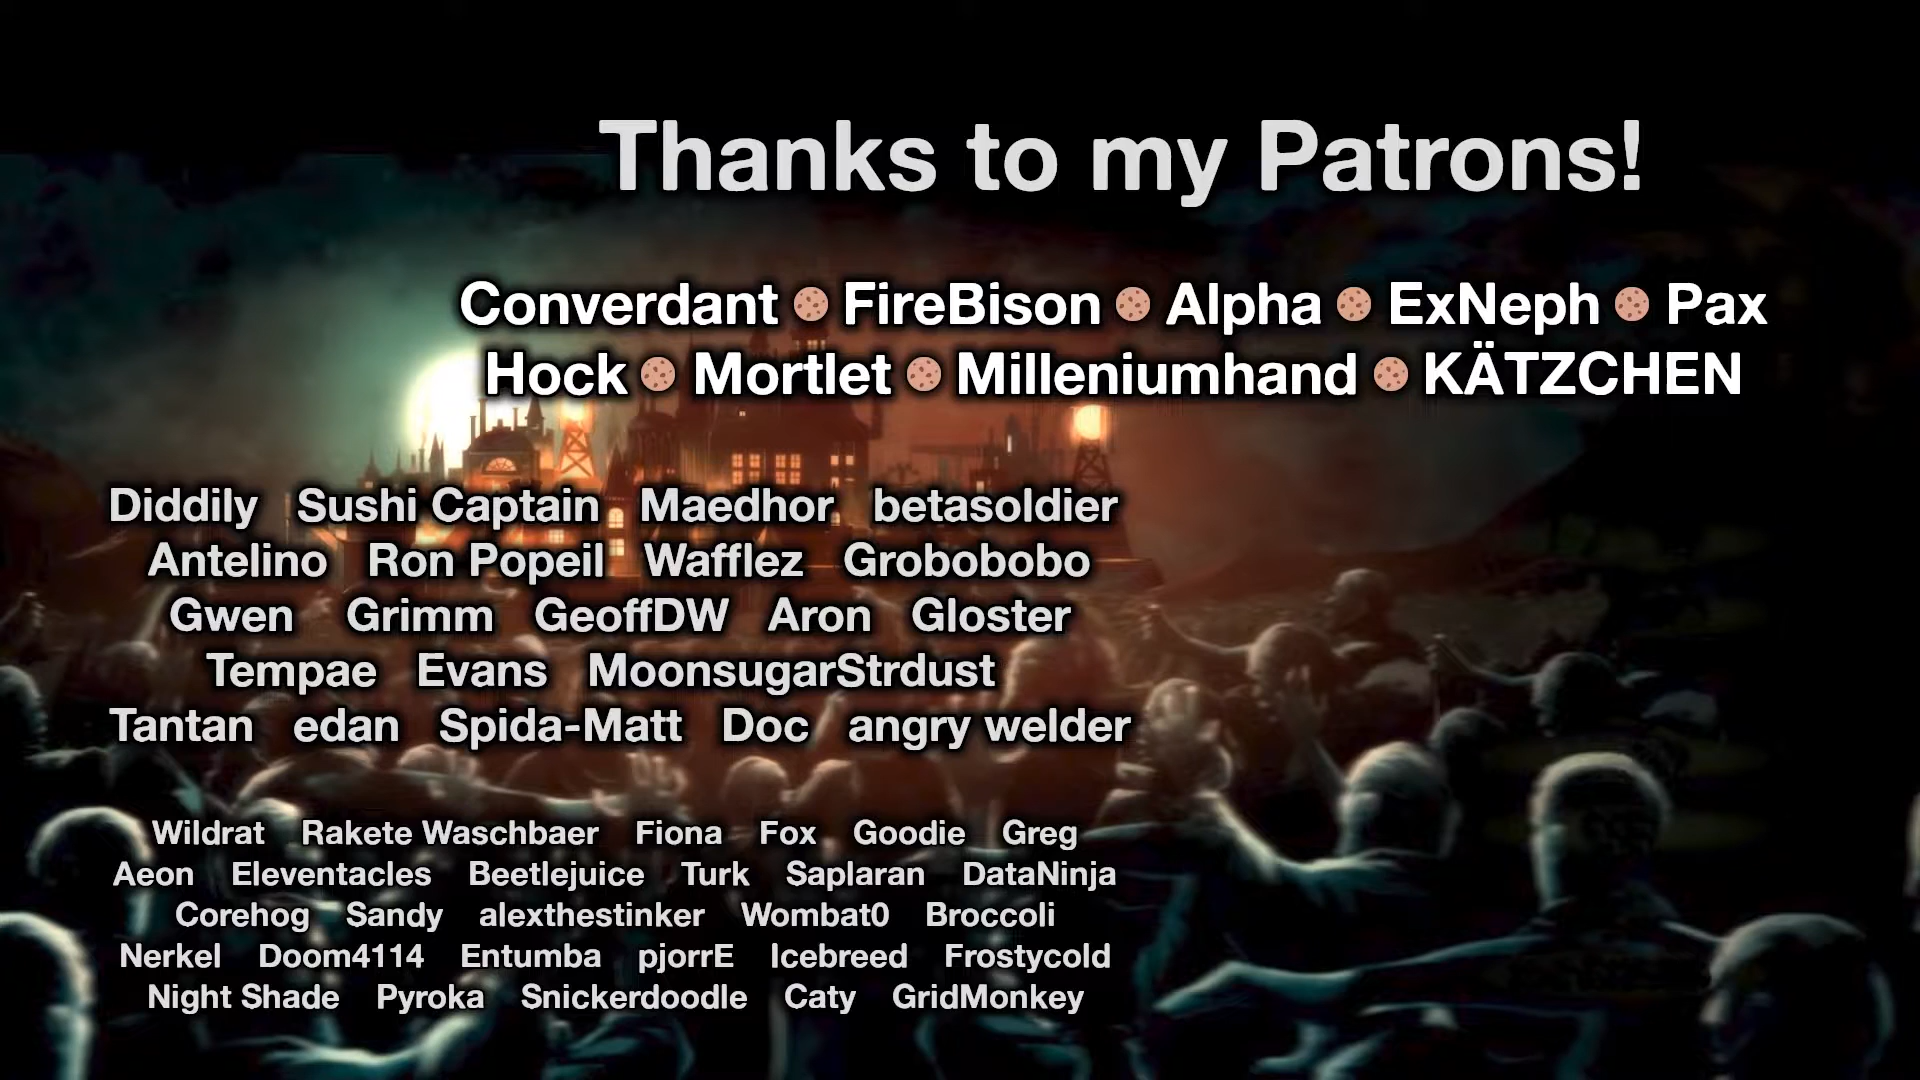 Thanks to my Patrons!
Converdant 🍪 FireBison 🍪 Alpha 🍪 ExNeph 🍪 Pax
Hock 🍪 Mortlet 🍪 Milleniumhand 🍪 KÄTZCHEN
Diddily Sushi Captain Maedhor betasoldier
Antelino Ron Popeil Wafflez Grobobobo
Gwen Grimm GeoffDW Aron Gloster
Tempae Evans MoonsugarStrdust
Tantan edan Spida-Matt Doc angry welder
Wildrat Rakete Waschbaer Fiona Fox Goodie Greg
Aeon Eleventacles Beetlejuice Turk Saplaran DataNinja
Corehog Sandy alexthestinker Wombat0 Broccoli
Nerkel Doom4114 Entumba pjorrE Icebreed Frostycold
Night Shade Pyroka Snickerdoodle Caty GridMonkey